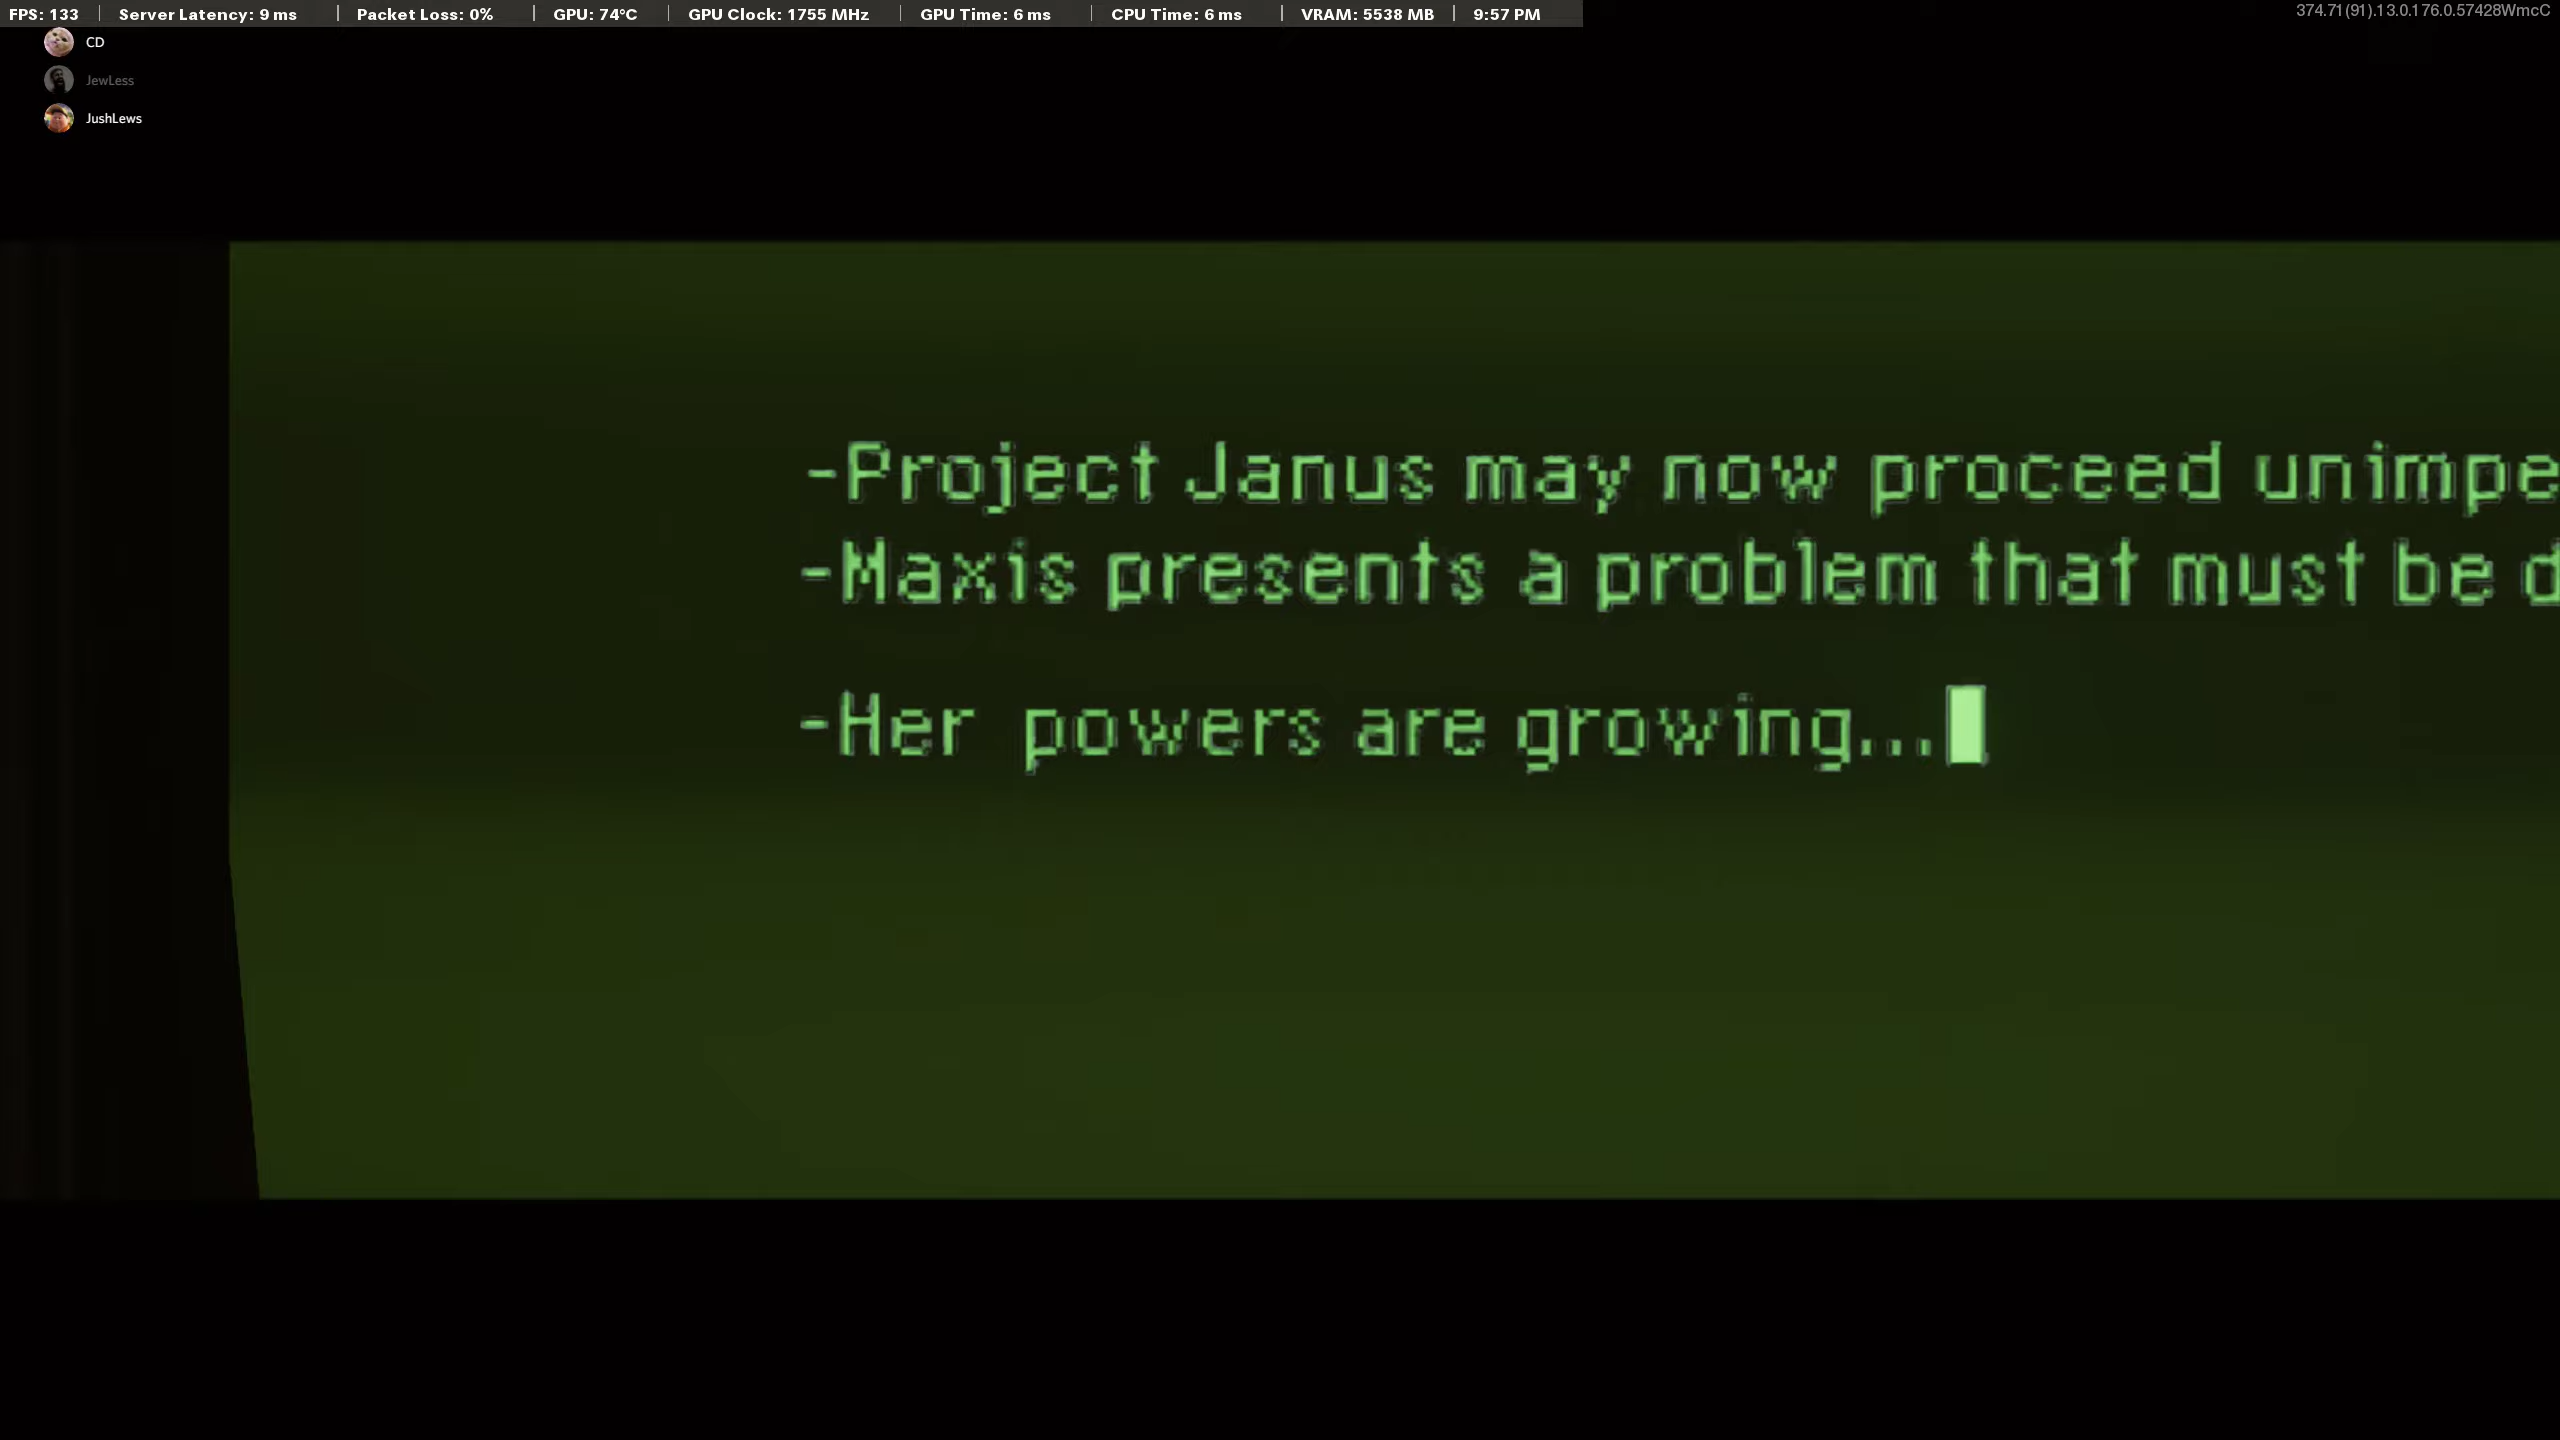 FPS: 133 | Server Latency: 9 ms | Packet Loss: 0% | GPU: 74°C | GPU Clock: 1755 MHz | GPU Time: 6 ms | CPU Time: 6 ms | VRAM: 5538 MB | 9:57 PM
374.71(91).13.0.176.0.57428WmcC
CD
JewLess
JushLews
-Project Janus may now proceed unimpe
-Maxis presents a problem that must be d
-Her powers are growing...